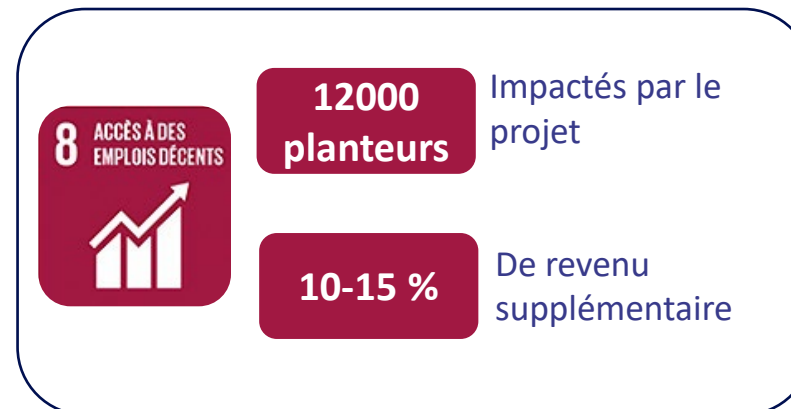 8 ACCÈS À DES
EMPLOIS DÉCENTS
12000
planteurs
Impactés par le
projet
10-15 %
De revenu
supplémentaire